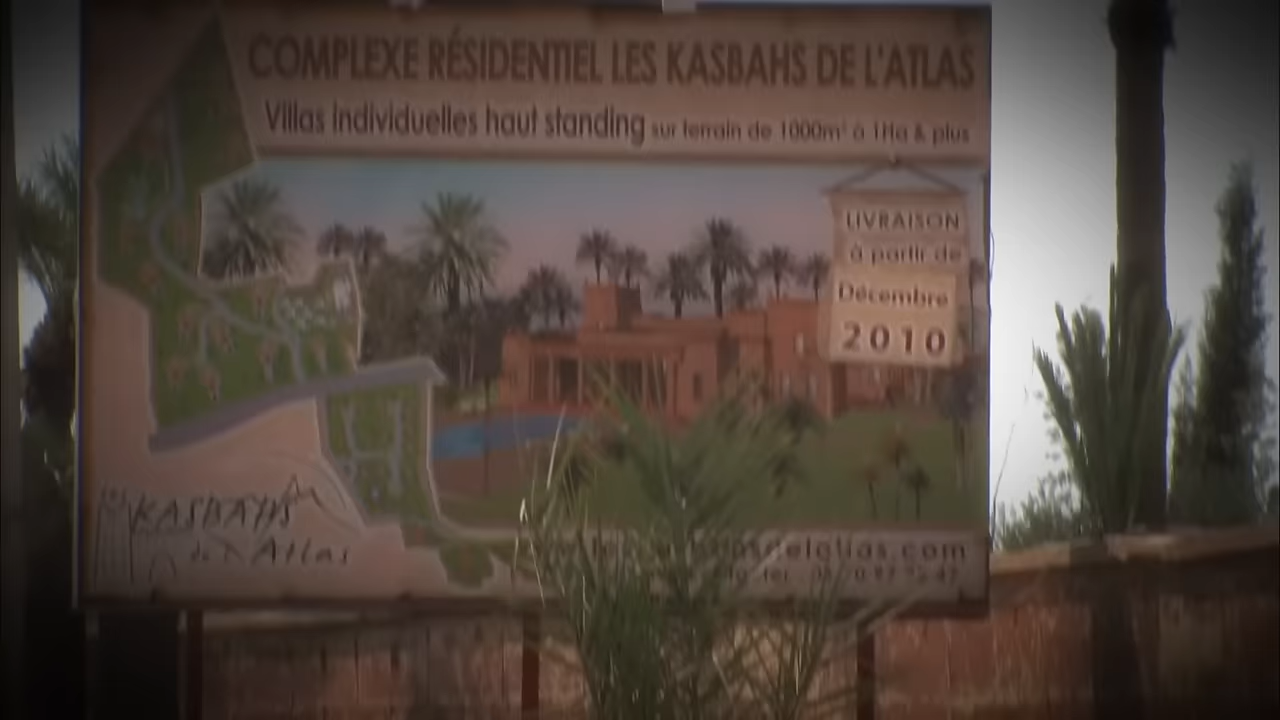 COMPLEXE RÉSIDENTIEL LES KASBAHS DE L'ATLAS
Villas individuelles haut standing sur terrain de 1000m² à 1Ha & plus
LIVRAISON
à partir de
Décembre
2010
KASBAHS
de l'Atlas